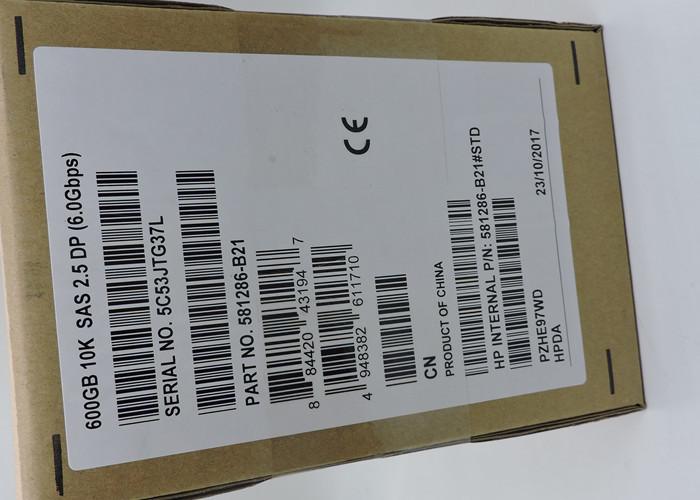 600GB 10K SAS 2.5 DP (6.0Gbps)
SERIAL NO. 5C53JTG37L
PART NO. 581286-B21
8 84420 43194 7
4 948382 611710
CE
CN
PRODUCT OF CHINA
HP INTERNAL P/N: 581286-B21#STD
PZHE97WD 23/10/2017
HPDA